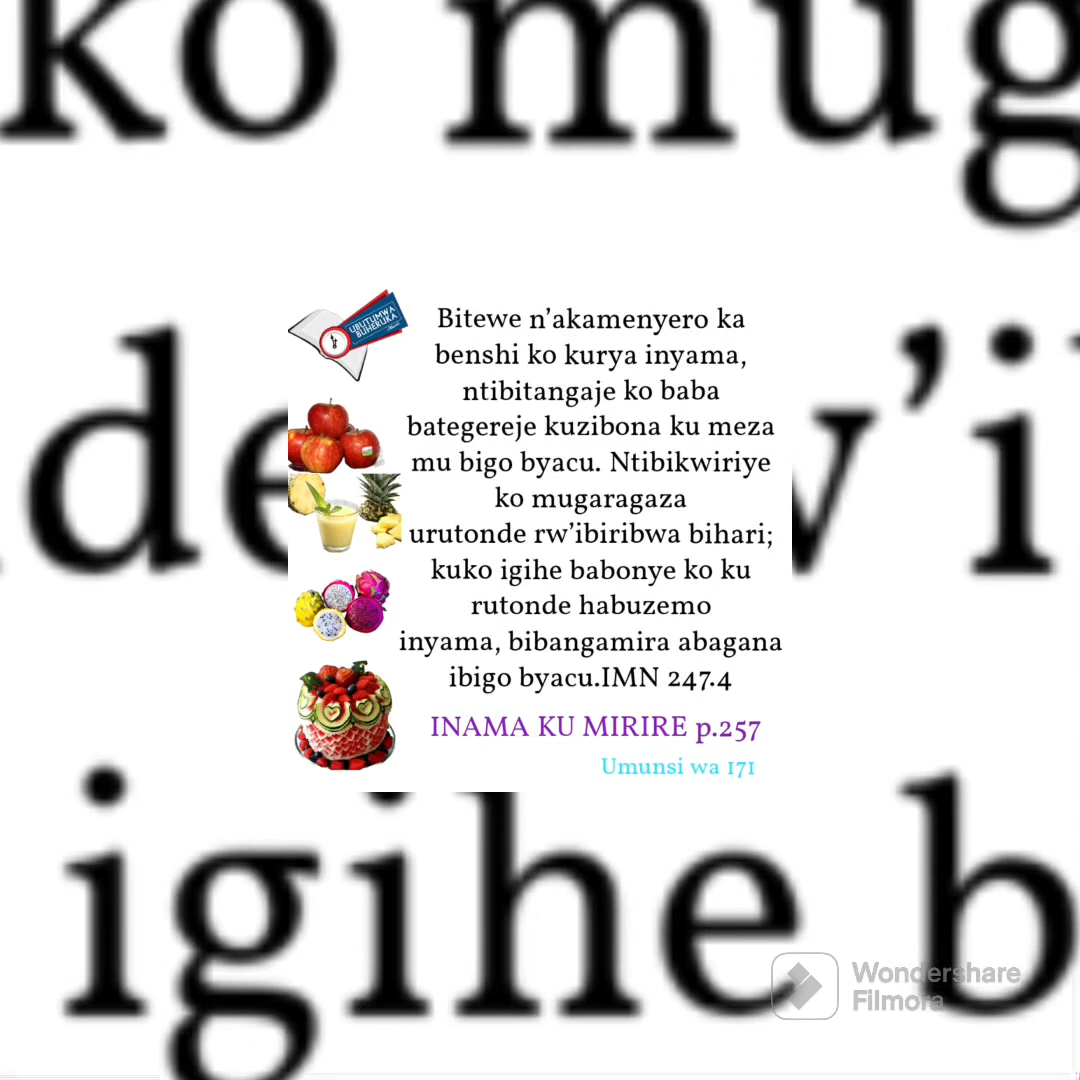 ko mug
de
v’i
igihe b
UBUTUMWA
BUHERUKA
Bitewe n’akamenyero ka
benshi ko kurya inyama,
ntibitangaje ko baba
bategereje kuzibona ku meza
mu bigo byacu. Ntibikwiriye
ko mugaragaza
urutonde rw’ibiribwa bihari;
kuko igihe babonye ko ku
rutonde habuzemo
inyama, bibangamira abagana
ibigo byacu.IMN 247.4
INAMA KU MIRIRE p.257
Umunsi wa 171
Wondershare
Filmora